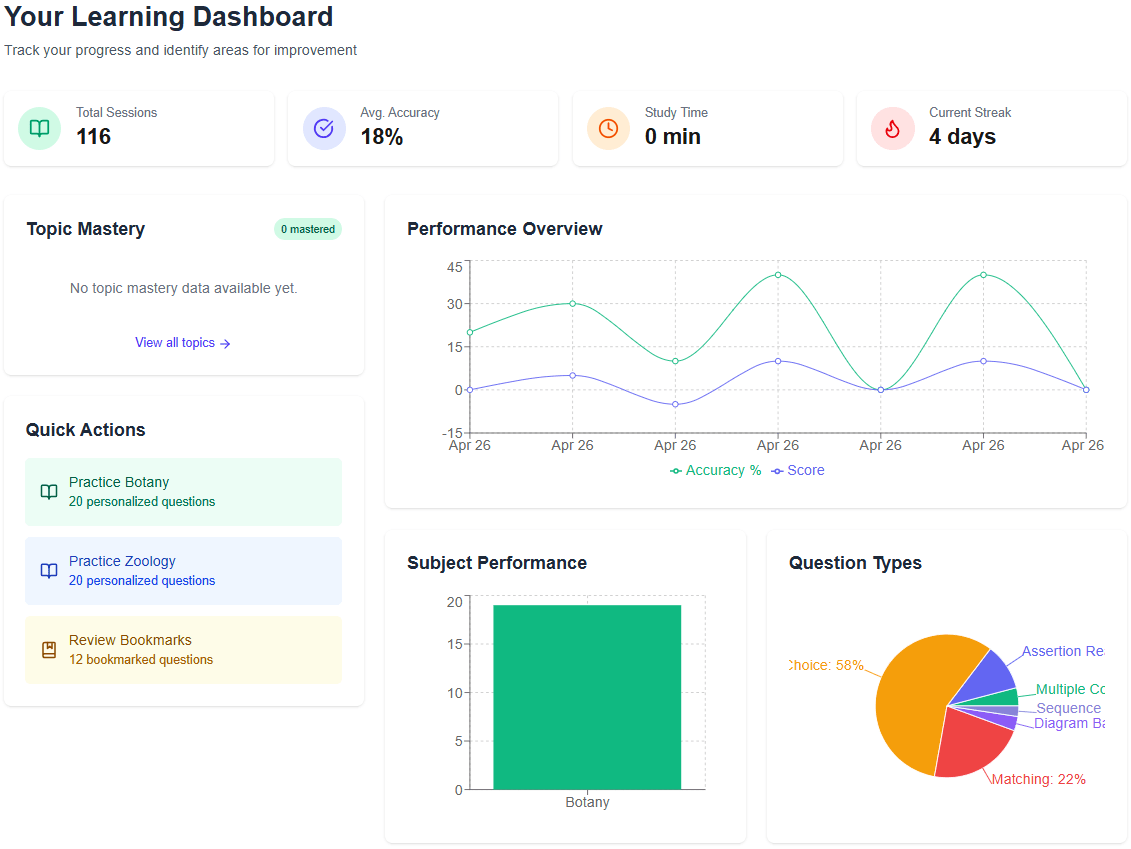 Your Learning Dashboard
Track your progress and identify areas for improvement
Total Sessions
116
Avg. Accuracy
18%
Study Time
0 min
Current Streak
4 days
Topic Mastery
0 mastered
No topic mastery data available yet.
View all topics →
Quick Actions
Practice Botany
20 personalized questions
Practice Zoology
20 personalized questions
Review Bookmarks
12 bookmarked questions
Performance Overview
45
30
15
0
-15
Apr 26 Apr 26 Apr 26 Apr 26 Apr 26 Apr 26 Apr 26
Accuracy % Score
Subject Performance
20
15
10
5
0
Botany
Question Types
Choice: 58%
Assertion Re
Multiple Co
Sequence
Diagram Ba
Matching: 22%